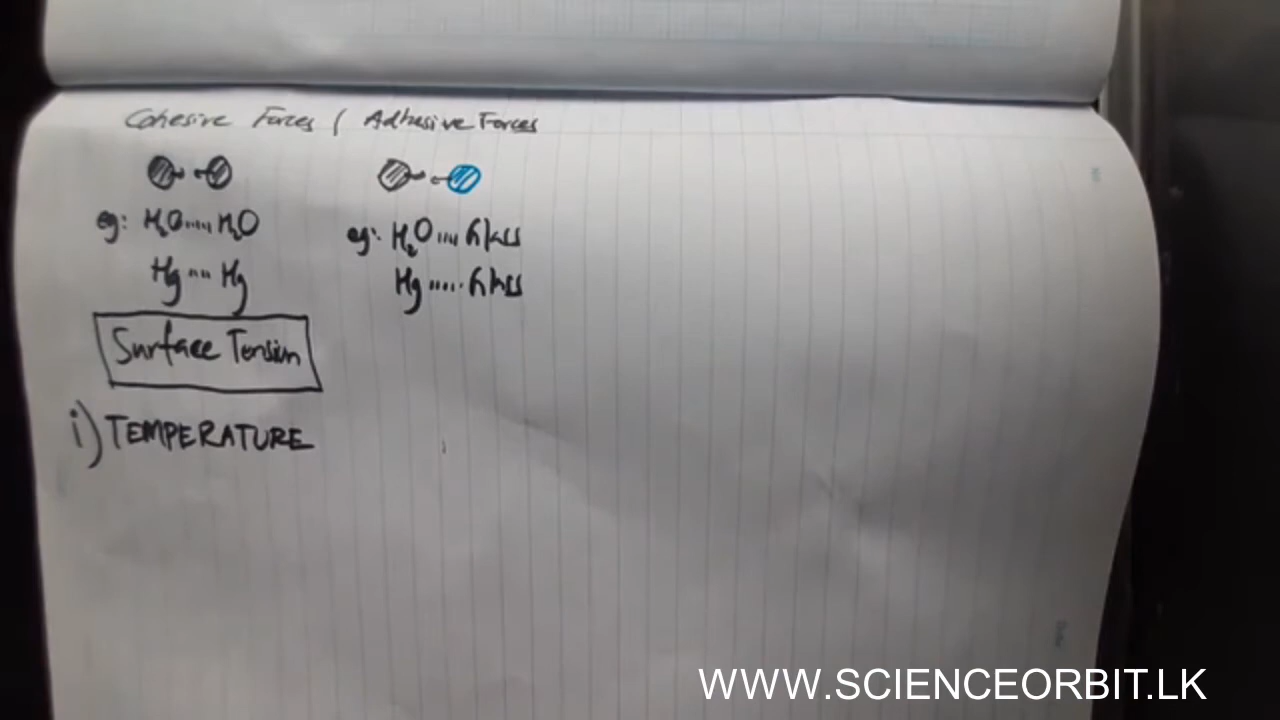 Cohesive Forces / Adhesive Forces
eg: H₂O.....H₂O
Hg....Hg
eg: H₂O....Glass
Hg.....Glass
Surface Tension
i) TEMPERATURE
WWW.SCIENCEORBIT.LK